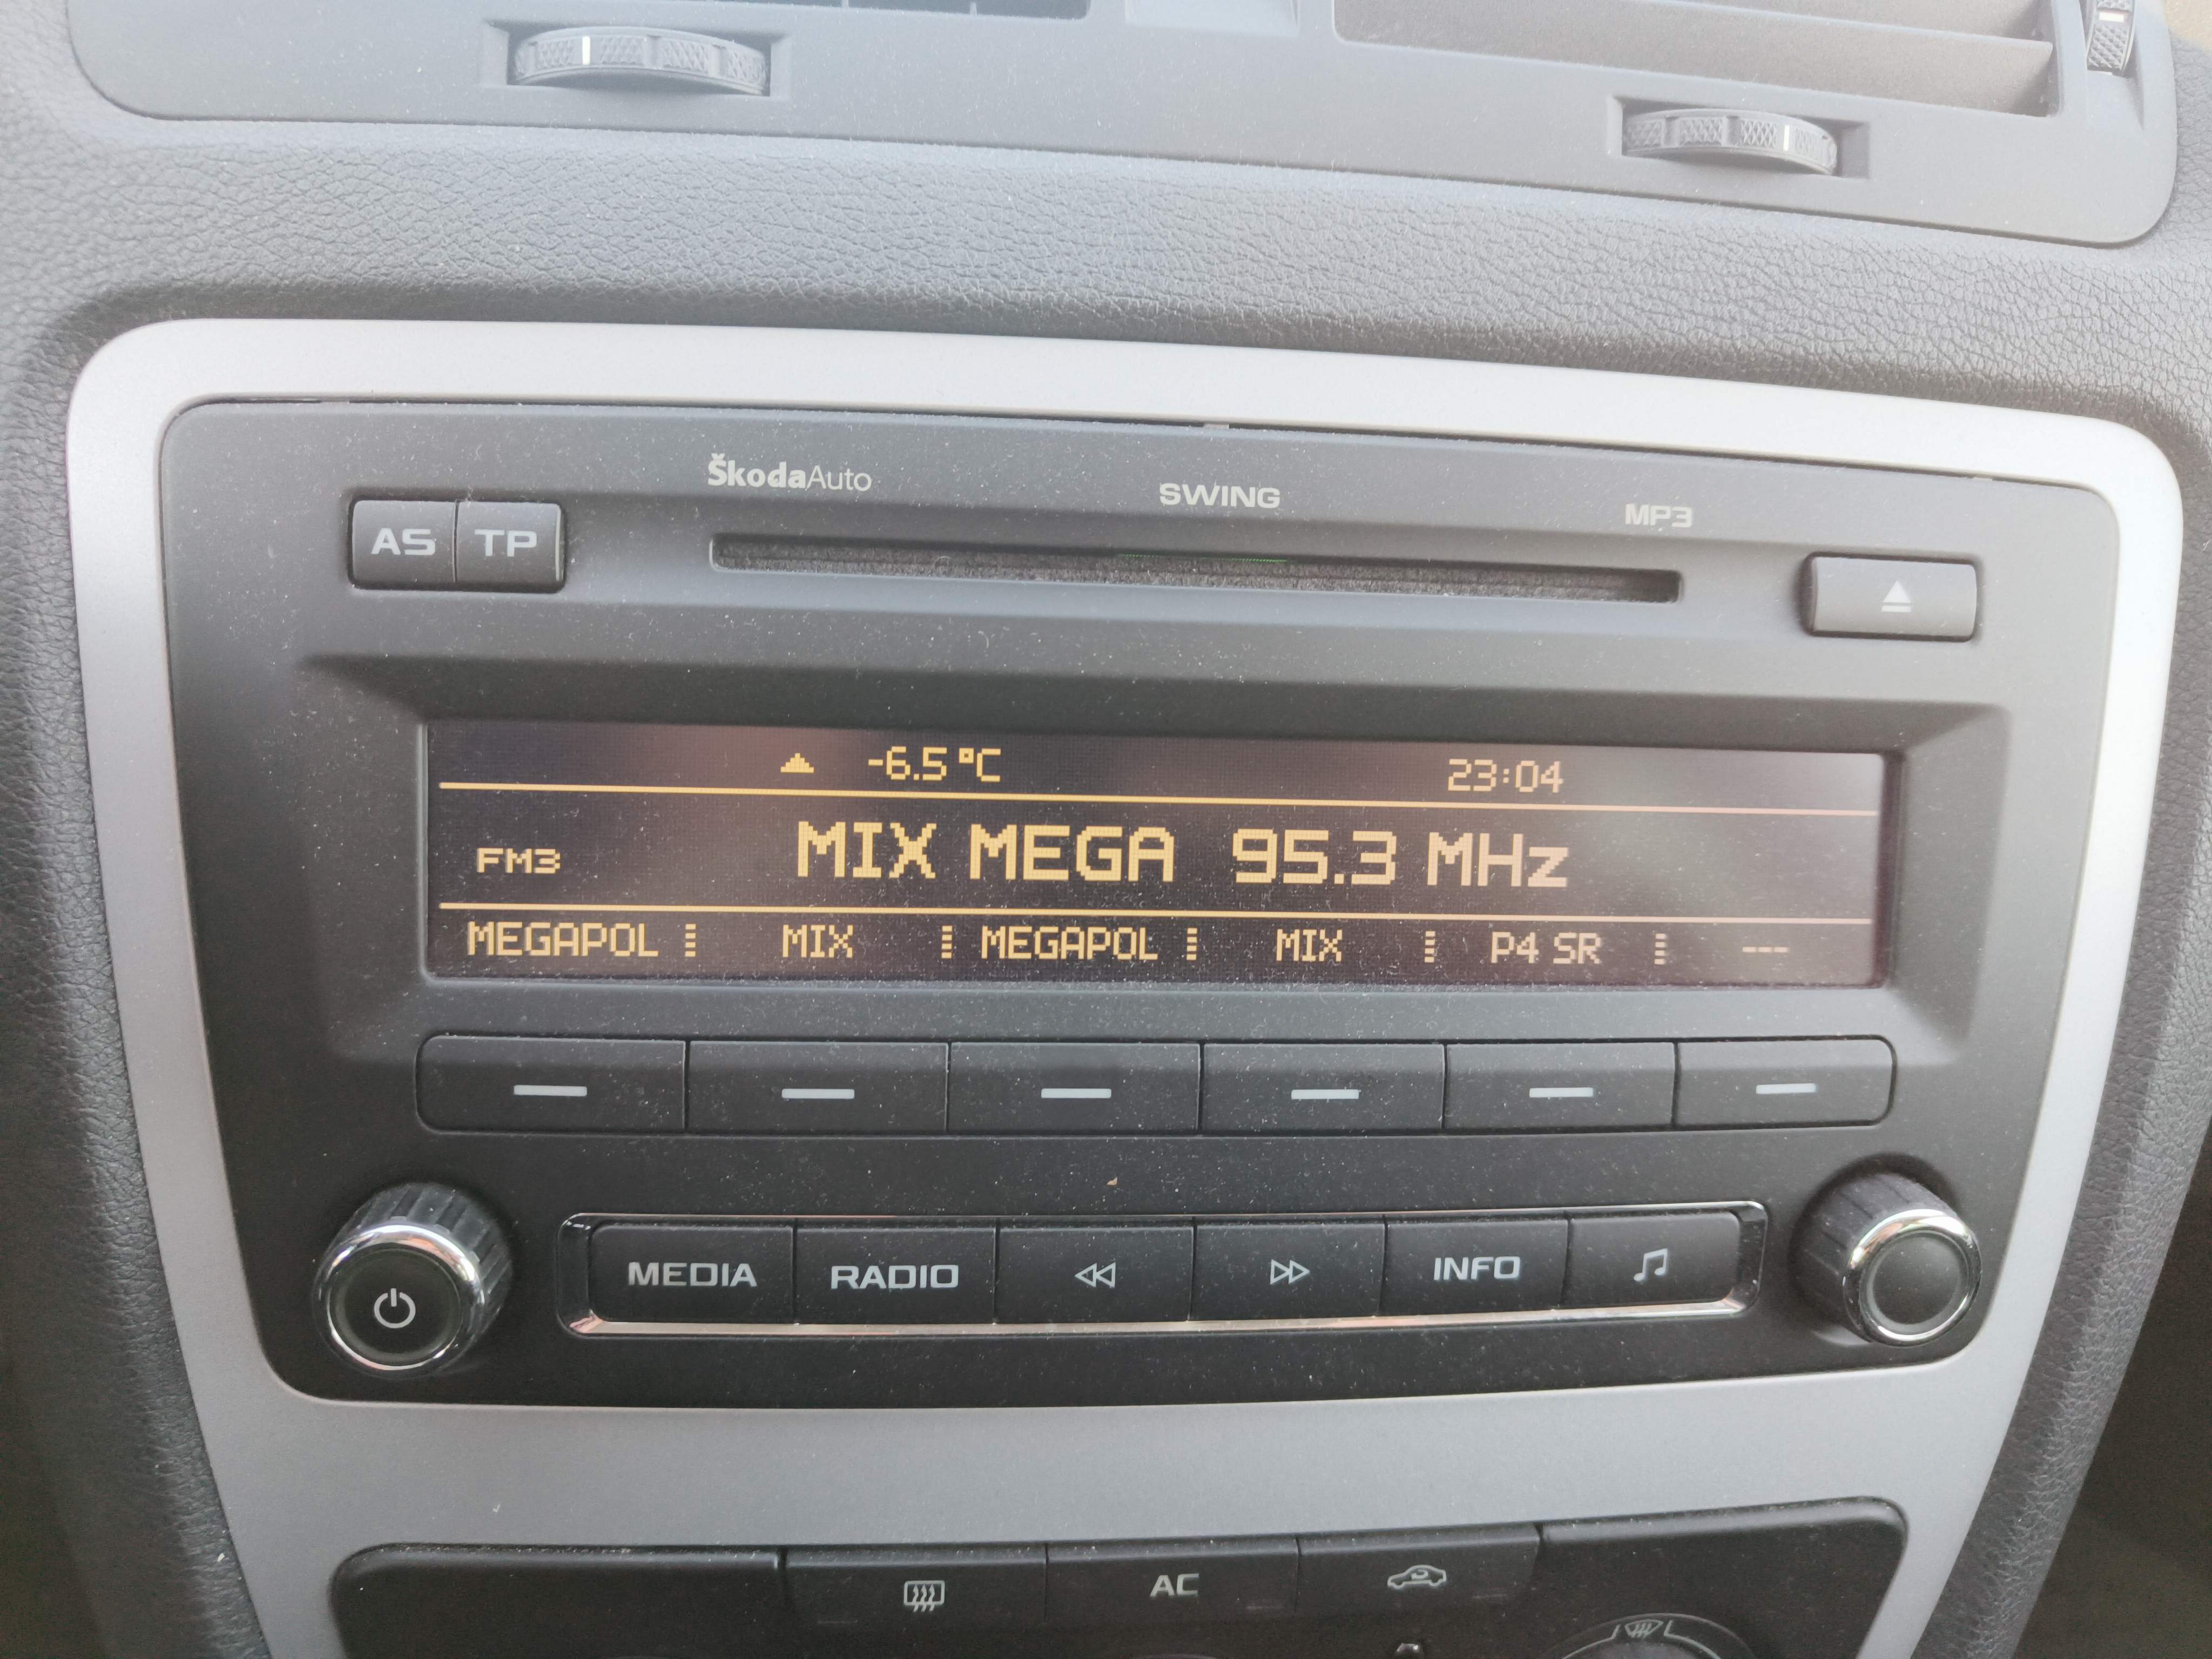 ŠkodaAuto SWING MP3
AS TP
-6.5°C 23:04
FM3 MIX MEGA 95.3 MHz
MEGAPOL MIX MEGAPOL MIX P4 SR ---
MEDIA RADIO INFO
AC